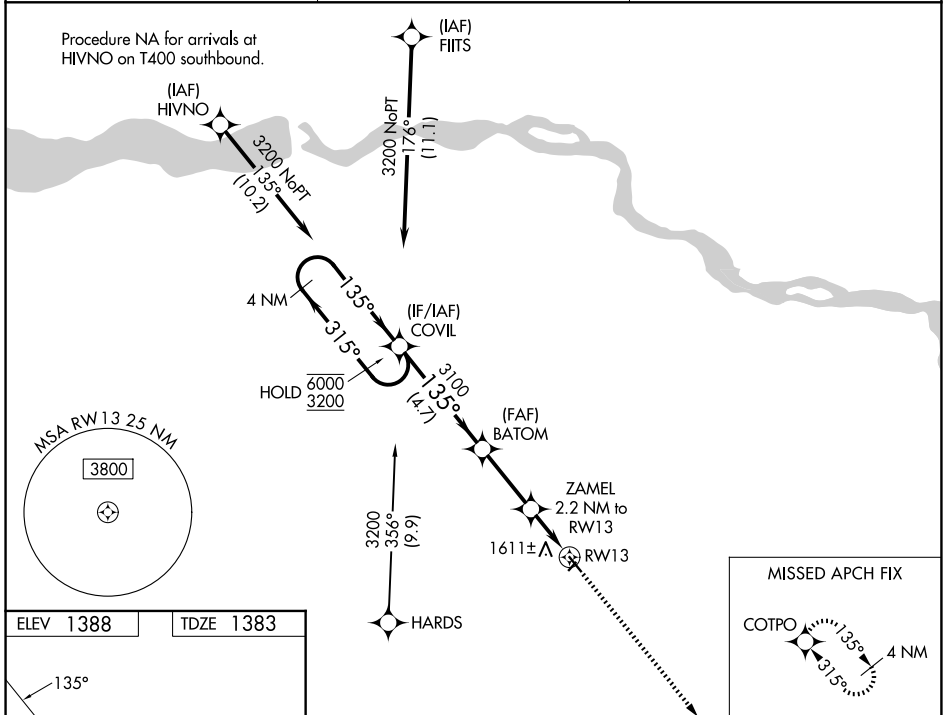 Procedure NA for arrivals at
HIVNO on T400 southbound.
(IAF)
FIITS
(IAF)
HIVNO
3200 NoPT
135°
(10.2)
3200 NoPT
176°
(11.1)
4 NM
135°
315°
(IF/IAF)
COVIL
HOLD 6000
3200
3100
135°
(4.7)
(FAF)
BATOM
MSA RW13 25 NM
3800
ZAMEL
2.2 NM to
RW13
3200
356°
(9.9)
1611±
RW13
HARDS
MISSED APCH FIX
COTPO
135°
315°
4 NM
ELEV 1388
TDZE 1383
135°